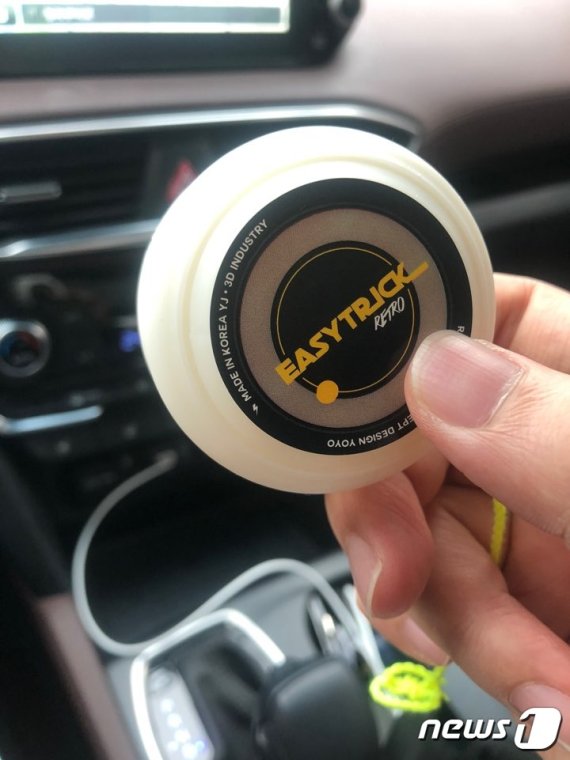 EASYTRICK
RETRO
MADE IN KOREA YJ • 3D INDUSTRY
DESIGN YOYO
news1